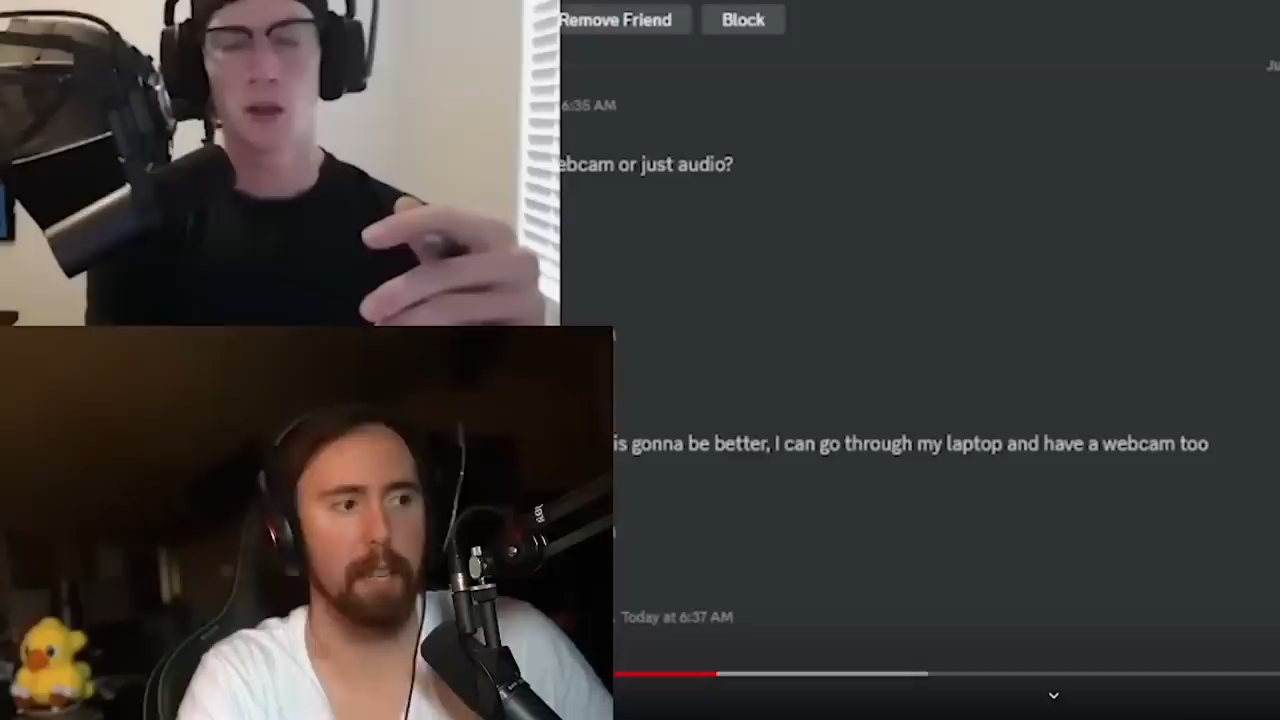 Remove Friend
Block
6:35 AM
ebcam or just audio?
is gonna be better, I can go through my laptop and have a webcam too
Today at 6:37 AM